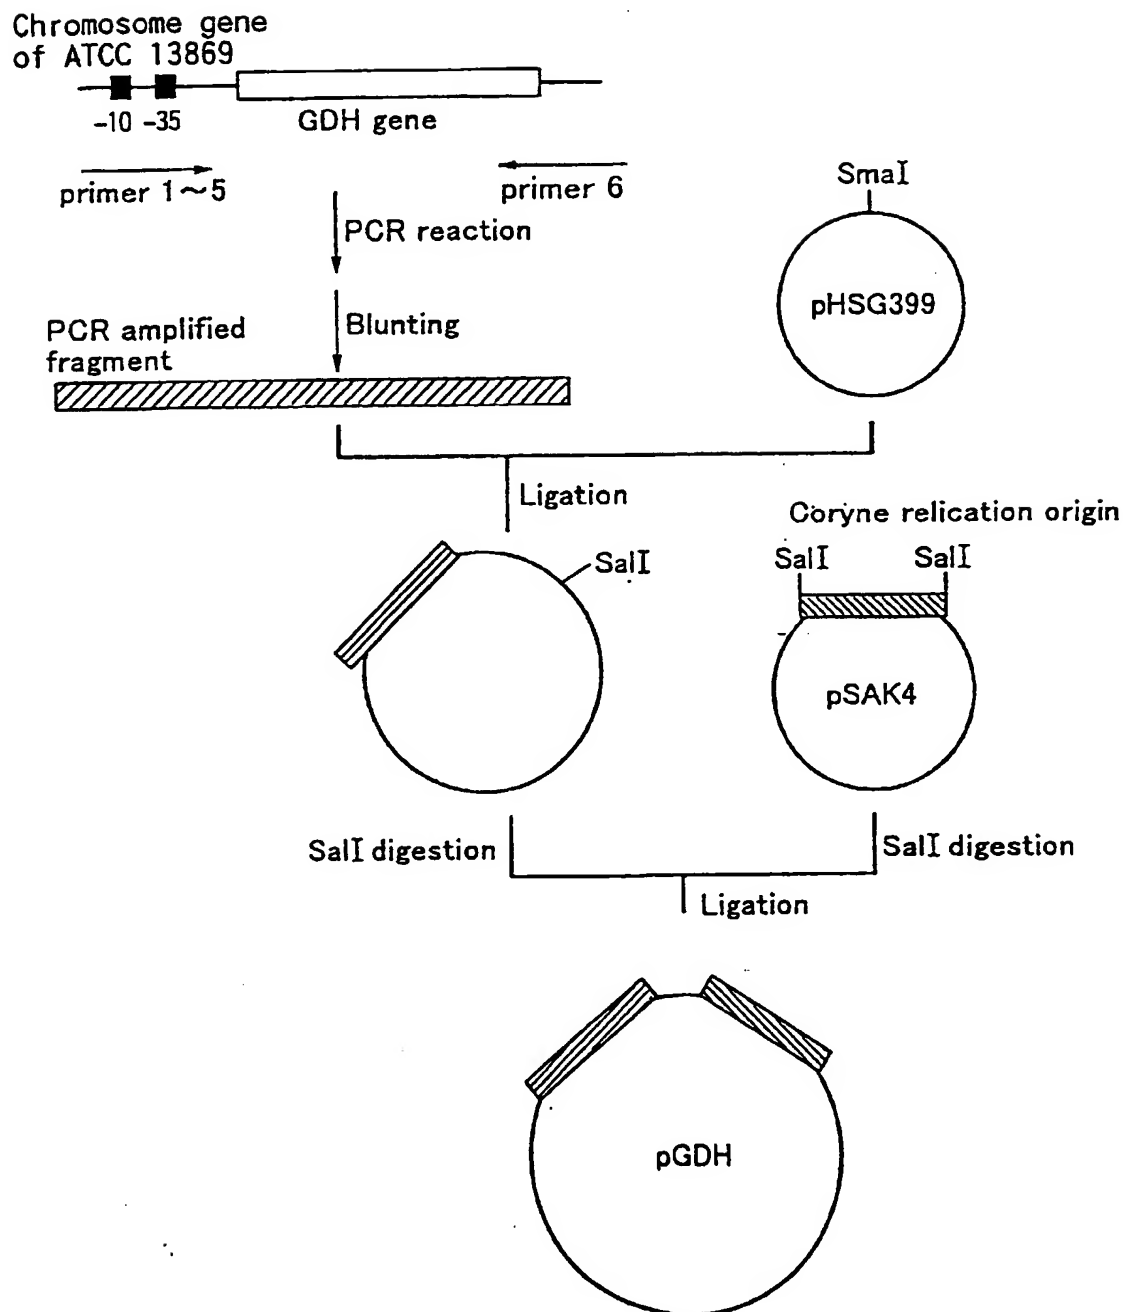 Chromosome gene
of ATCC 13869
-10 -35
GDH gene
primer 1~5
primer 6
SmaI
PCR reaction
pHSG399
Blunting
PCR amplified
fragment
Ligation
Coryne relication origin
SalI
SalI SalI
pSAK4
SalI digestion
SalI digestion
Ligation
pGDH